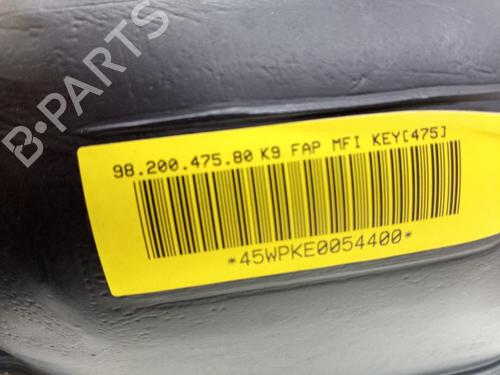 98.200.475.80 K9 FAP MFI KEY[475]
*45WPKE0054400*
B-PARTS